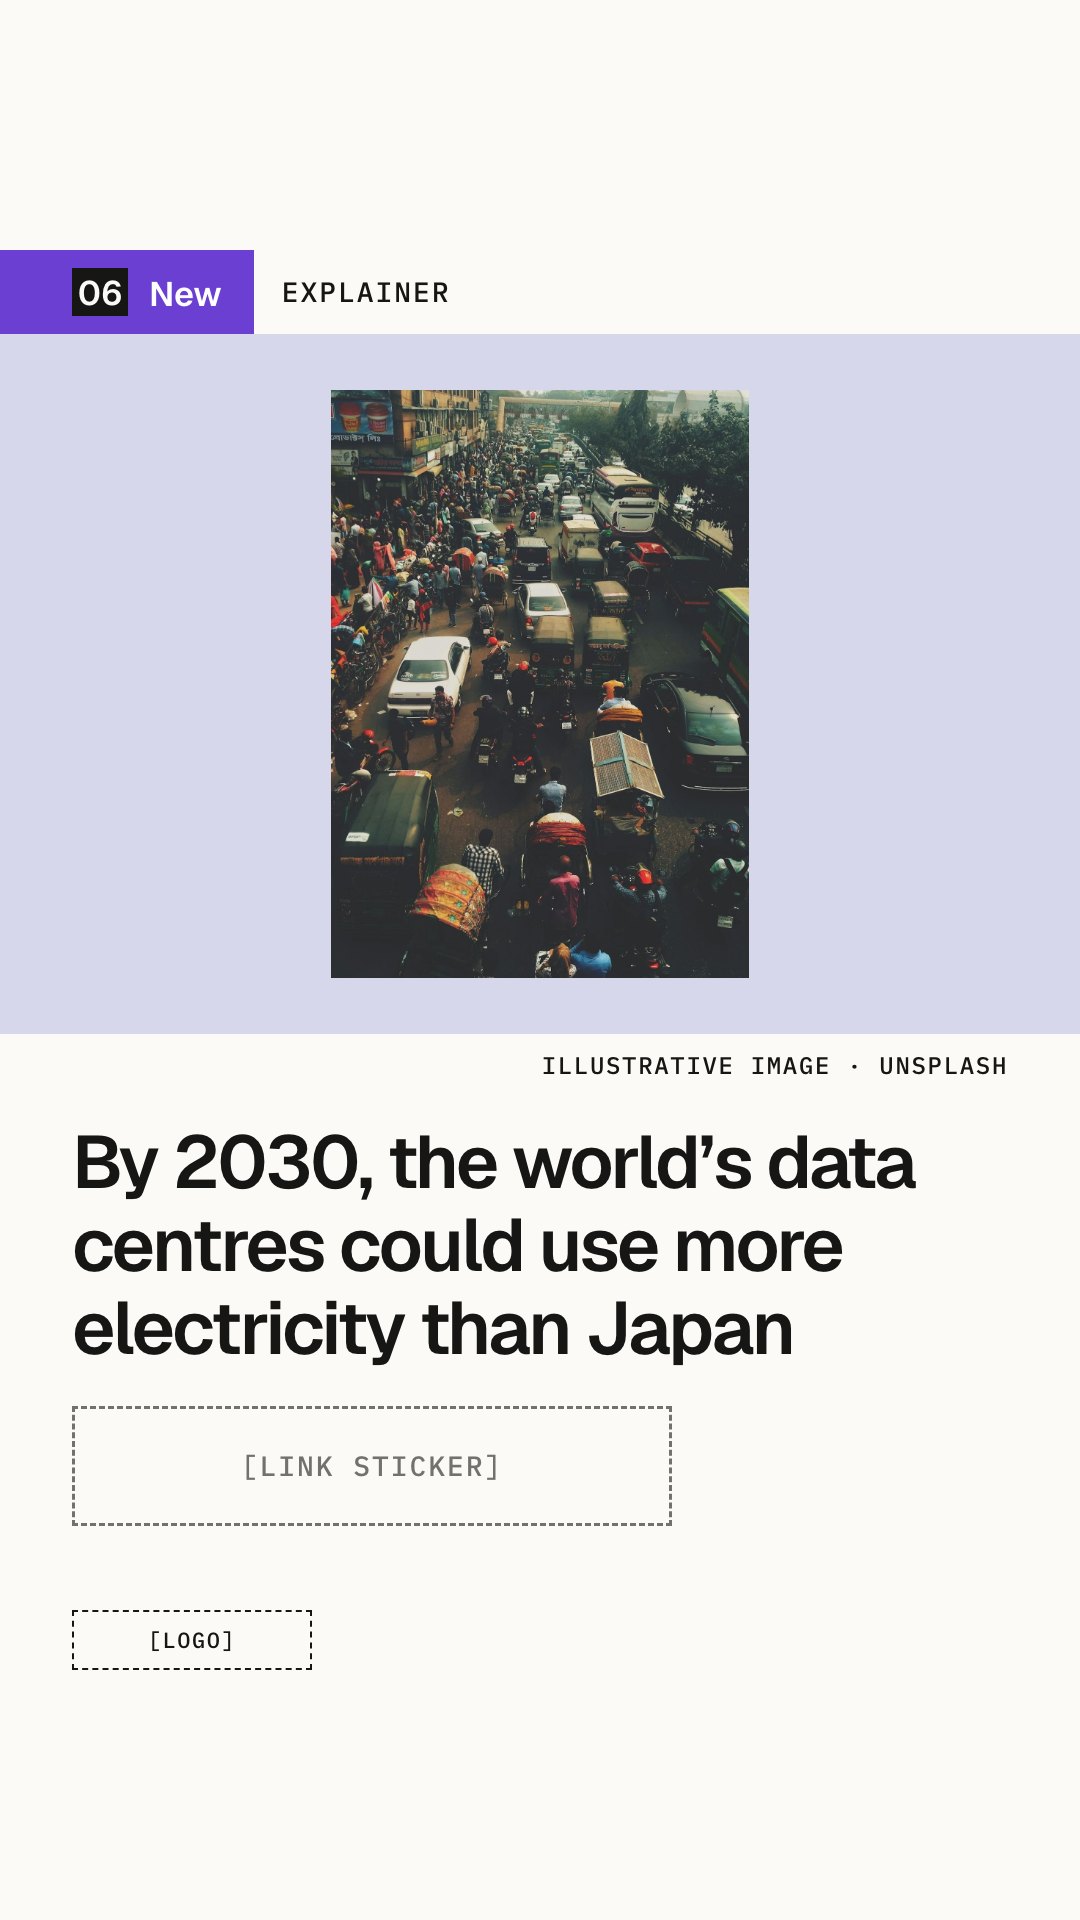 06 New EXPLAINER
ILLUSTRATIVE IMAGE · UNSPLASH
By 2030, the world’s data
centres could use more
electricity than Japan
[LINK STICKER]
[LOGO]